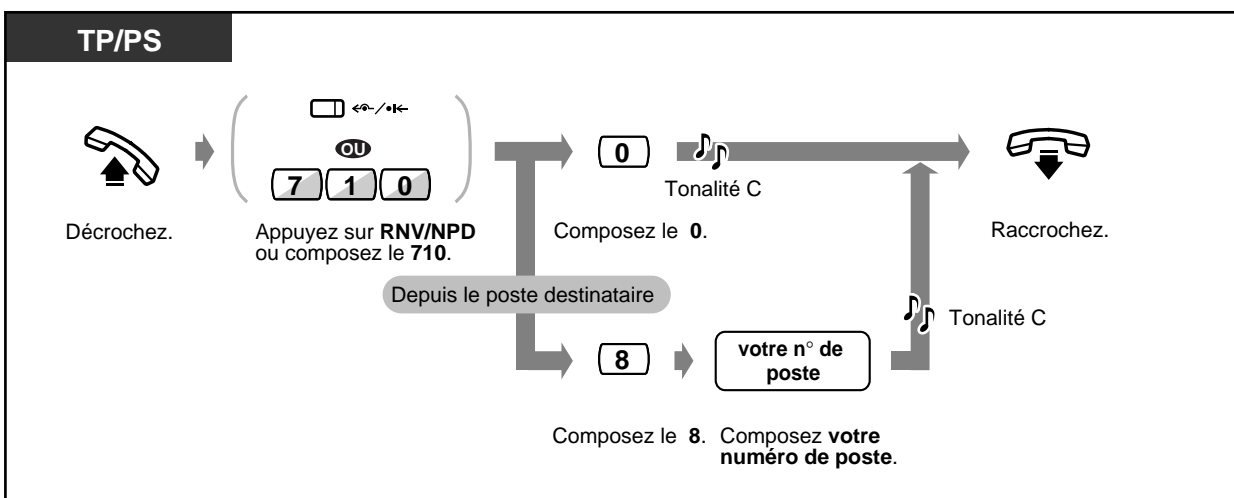 TP/PS
OU
7 1 0
0
Tonalité C
Décrochez.
Appuyez sur RNV/NPD
ou composez le 710.
Composez le 0.
Raccrochez.
Depuis le poste destinataire
Tonalité C
8
votre n° de
poste
Composez le 8.
Composez votre
numéro de poste.